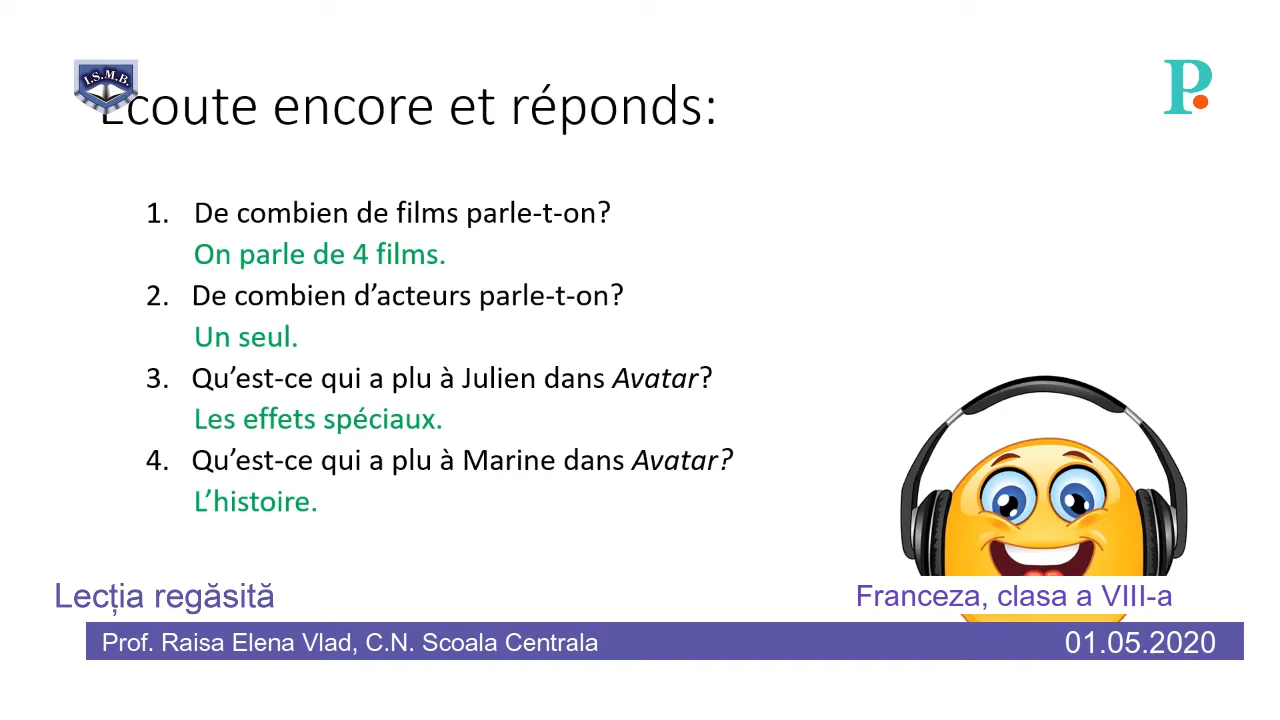 I.S.M.B.
Ecoute encore et réponds:
P.
1. De combien de films parle-t-on?
On parle de 4 films.
2. De combien d’acteurs parle-t-on?
Un seul.
3. Qu’est-ce qui a plu à Julien dans Avatar?
Les effets spéciaux.
4. Qu’est-ce qui a plu à Marine dans Avatar?
L’histoire.
Lecția regăsită
Franceza, clasa a VIII-a
Prof. Raisa Elena Vlad, C.N. Scoala Centrala
01.05.2020